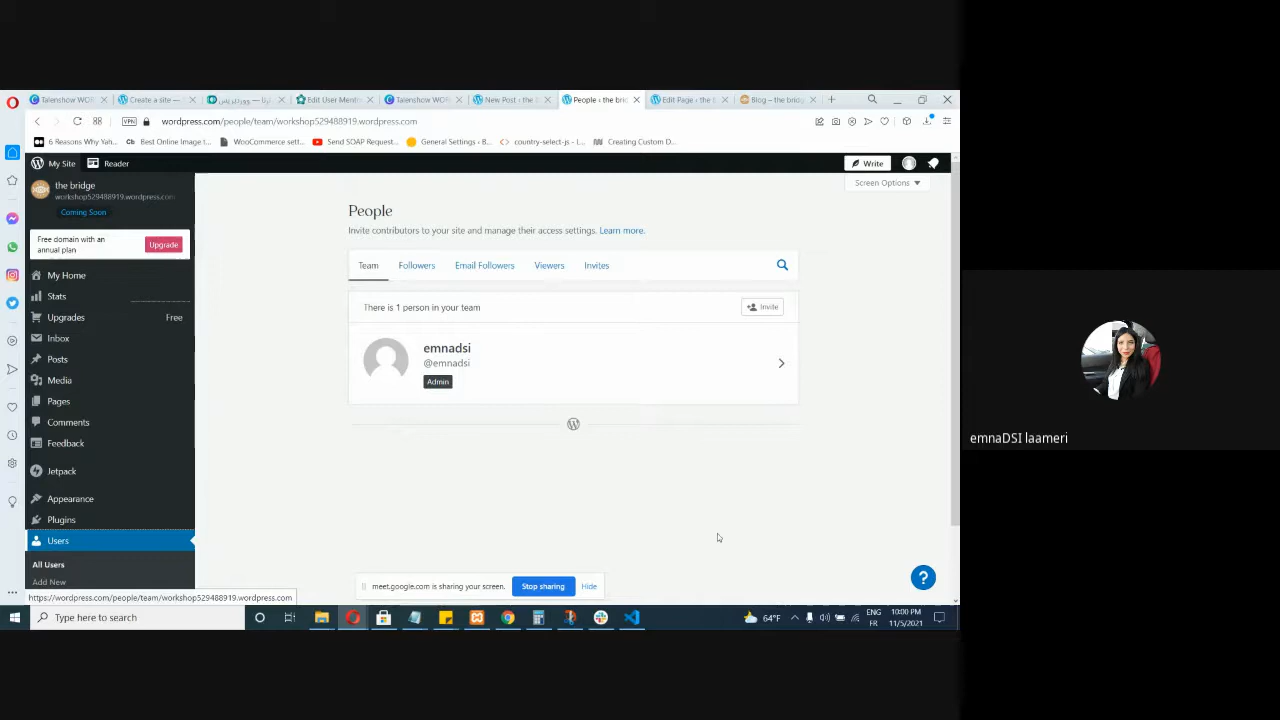 Talenshow WOR
Create a site —
Edit User Mentn
Talenshow WOR
New Post ‹ the b
People ‹ the bri
Edit Page ‹ the b
Blog – the bridg
VPN
wordpress.com/people/team/workshop529488919.wordpress.com
6 Reasons Why Yah...
Best Online Image I...
WooCommerce sett...
Send SOAP Request...
General Settings ‹ B...
country-select-js - L...
Creating Custom D...
My Site
Reader
Write
the bridge
workshop529488919.wordpress.com
Coming Soon
Free domain with an
annual plan
Upgrade
My Home
Stats
Upgrades
Free
Inbox
Posts
Media
Pages
Comments
Feedback
Jetpack
Appearance
Plugins
Users
All Users
Add New
Screen Options
People
Invite contributors to your site and manage their access settings. Learn more.
Team
Followers
Email Followers
Viewers
Invites
There is 1 person in your team
Invite
emnadsi
@emnadsi
Admin
meet.google.com is sharing your screen.
Stop sharing
Hide
https://wordpress.com/people/team/workshop529488919.wordpress.com
Type here to search
64°F
ENG
FR
10:00 PM
11/5/2021
emnaDSI laameri